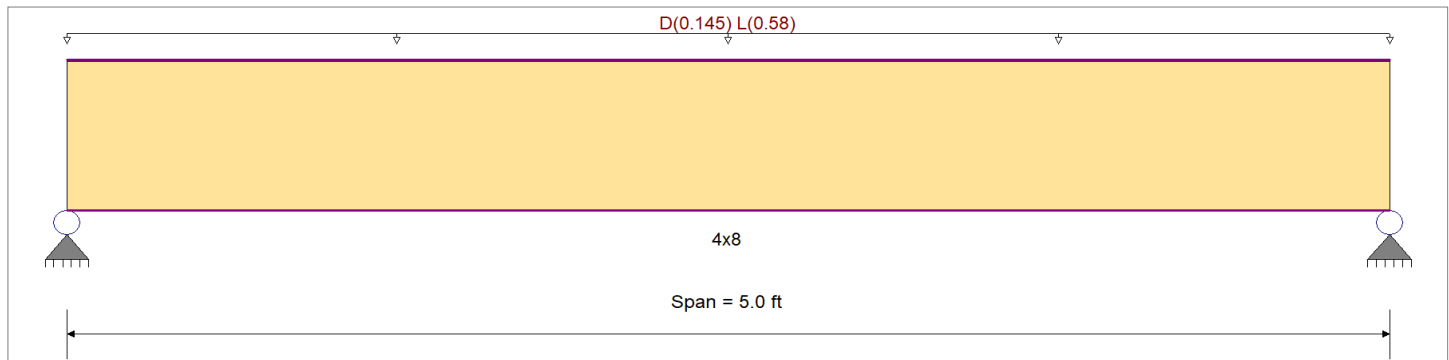 D(0.145) L(0.58)
4x8
Span = 5.0 ft